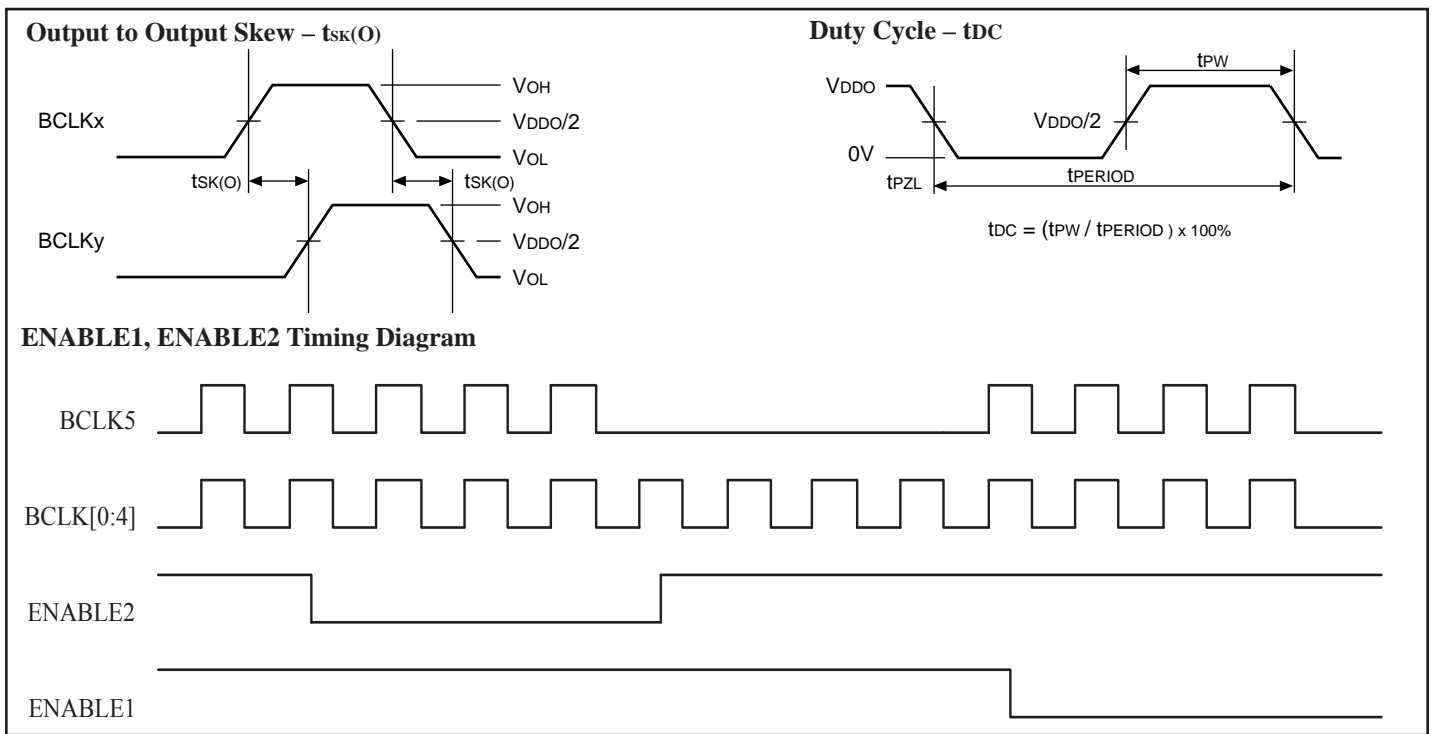 Output to Output Skew – tSK(O)
BCLKx
VOH
VDDO/2
VOL
tSK(O)
tSK(O)
BCLKy
VOH
VDDO/2
VOL
Duty Cycle – tDC
tPW
VDDO
VDDO/2
0V
tPZL
tPERIOD
tDC = (tPW / tPERIOD ) x 100%
ENABLE1, ENABLE2 Timing Diagram
BCLK5
BCLK[0:4]
ENABLE2
ENABLE1